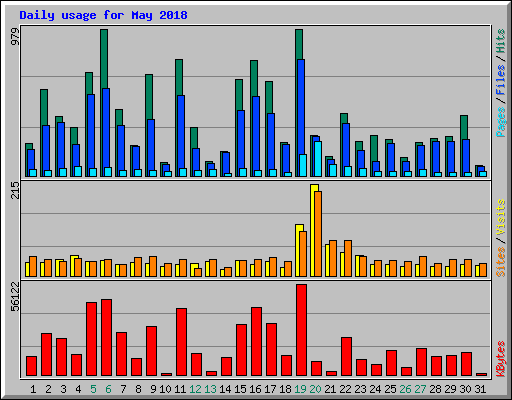 Daily usage for May 2018
979
Pages / Files / Hits
215
Sites / Visits
56122
KBytes
1 2 3 4 5 6 7 8 9 10 11 12 13 14 15 16 17 18 19 20 21 22 23 24 25 26 27 28 29 30 31